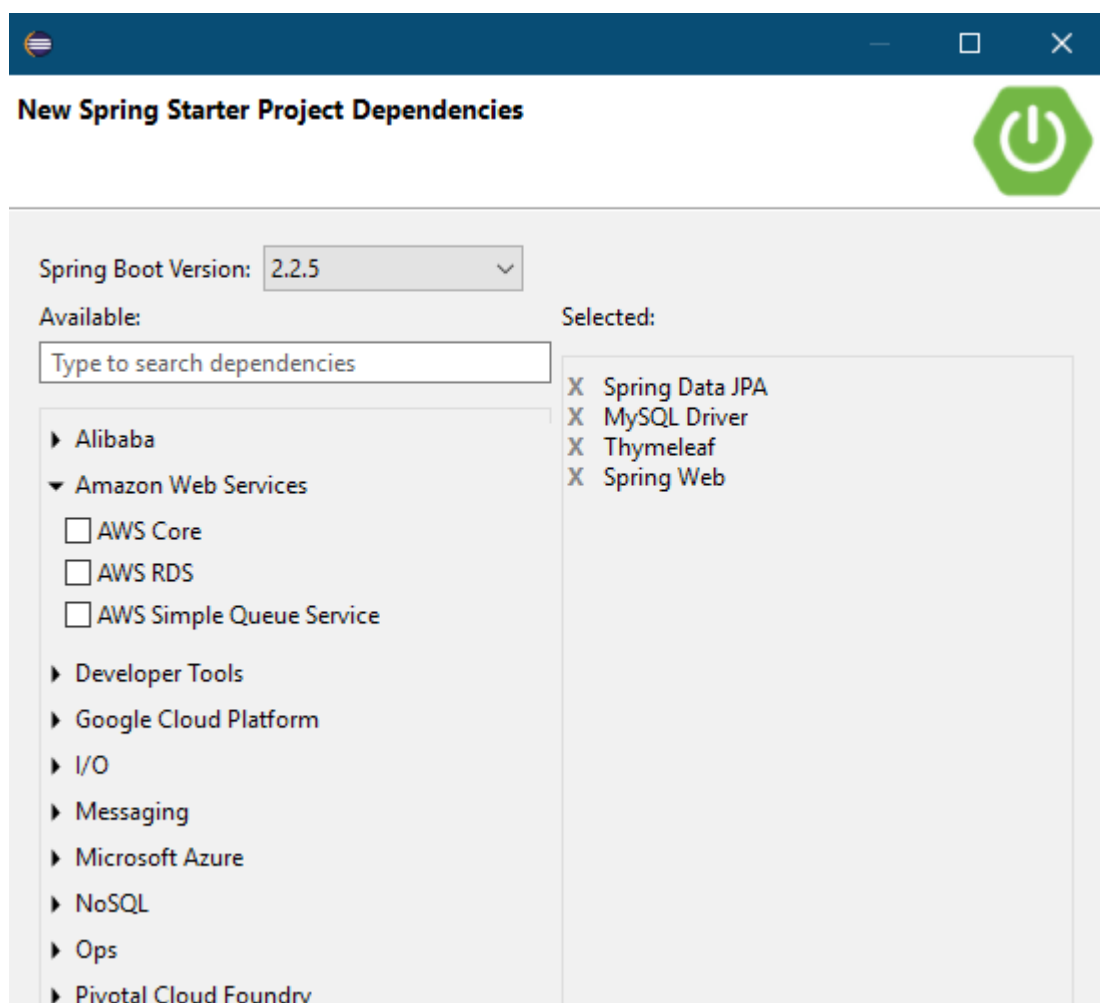 New Spring Starter Project Dependencies
Spring Boot Version: 2.2.5
Available:
Type to search dependencies
Alibaba
Amazon Web Services
AWS Core
AWS RDS
AWS Simple Queue Service
Developer Tools
Google Cloud Platform
I/O
Messaging
Microsoft Azure
NoSQL
Ops
Pivotal Cloud Foundry
Selected:
X Spring Data JPA
X MySQL Driver
X Thymeleaf
X Spring Web